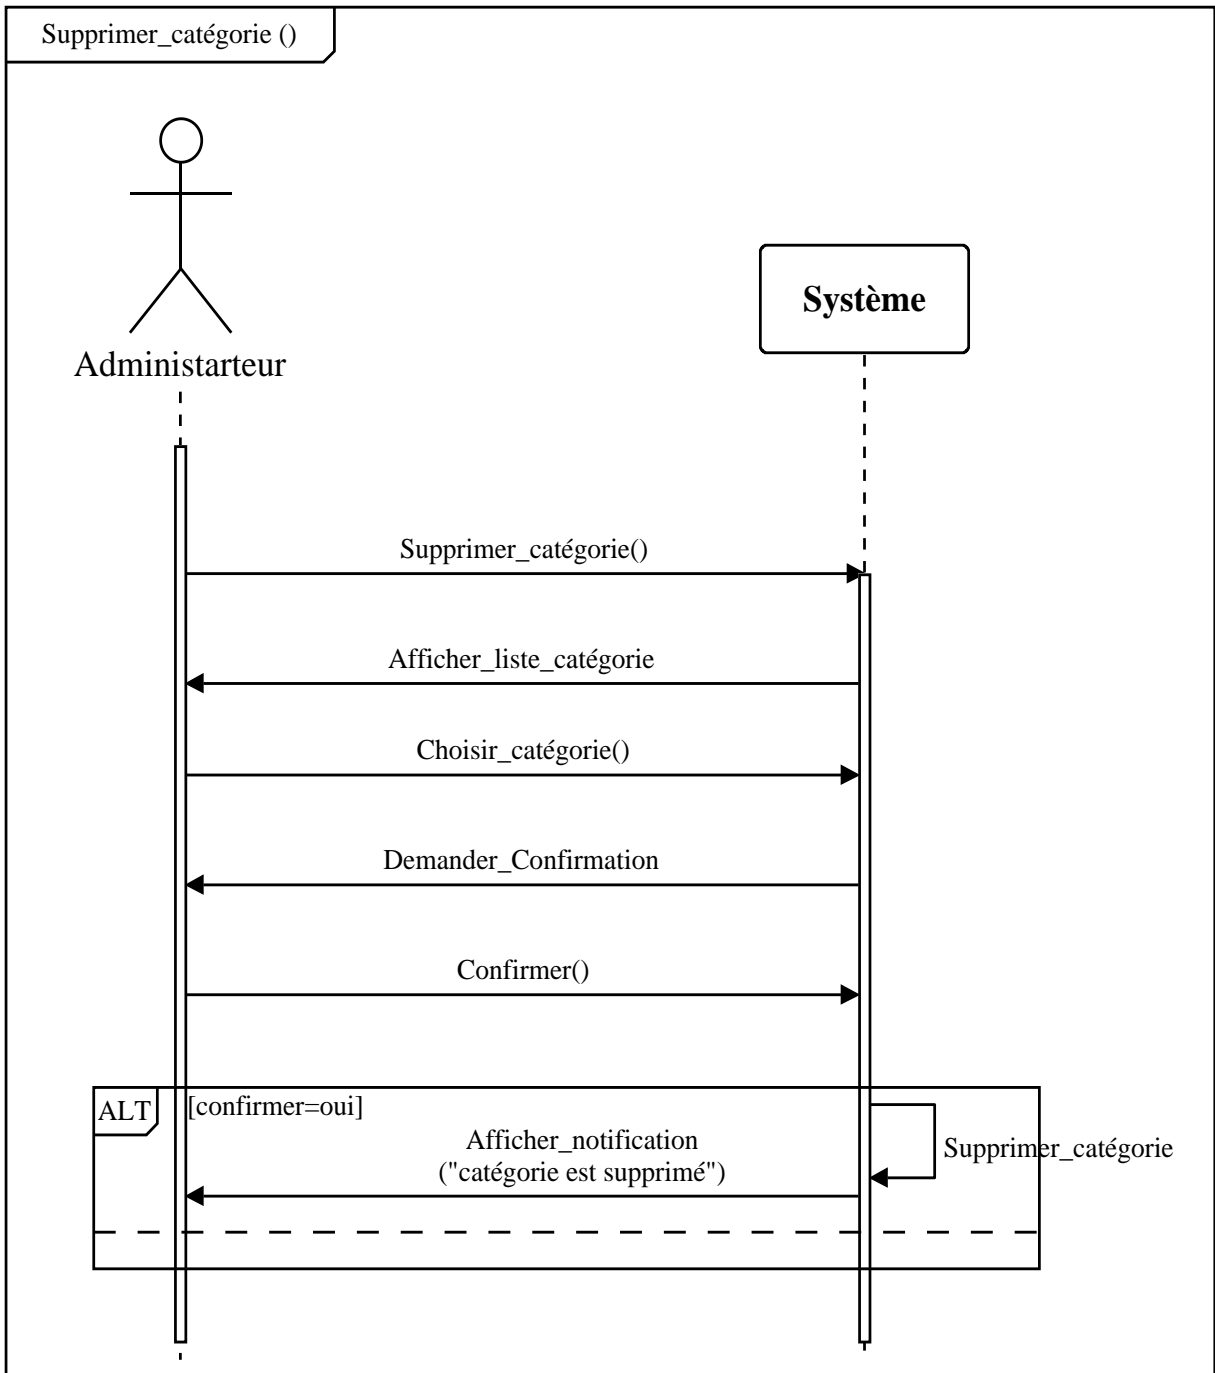 Supprimer_catégorie ()
Système
Administarteur
Supprimer_catégorie()
Afficher_liste_catégorie
Choisir_catégorie()
Demander_Confirmation
Confirmer()
ALT
[confirmer=oui]
Afficher_notification
("catégorie est supprimé")
Supprimer_catégorie